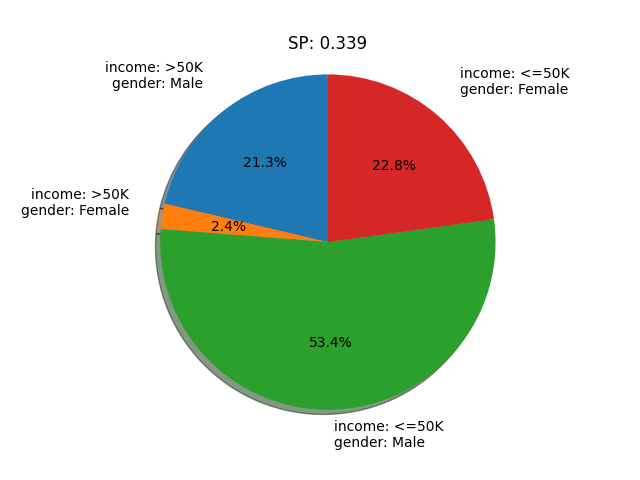 SP: 0.339
income: >50K
gender: Male
income: <=50K
gender: Female
21.3%
22.8%
income: >50K
gender: Female
2.4%
53.4%
income: <=50K
gender: Male